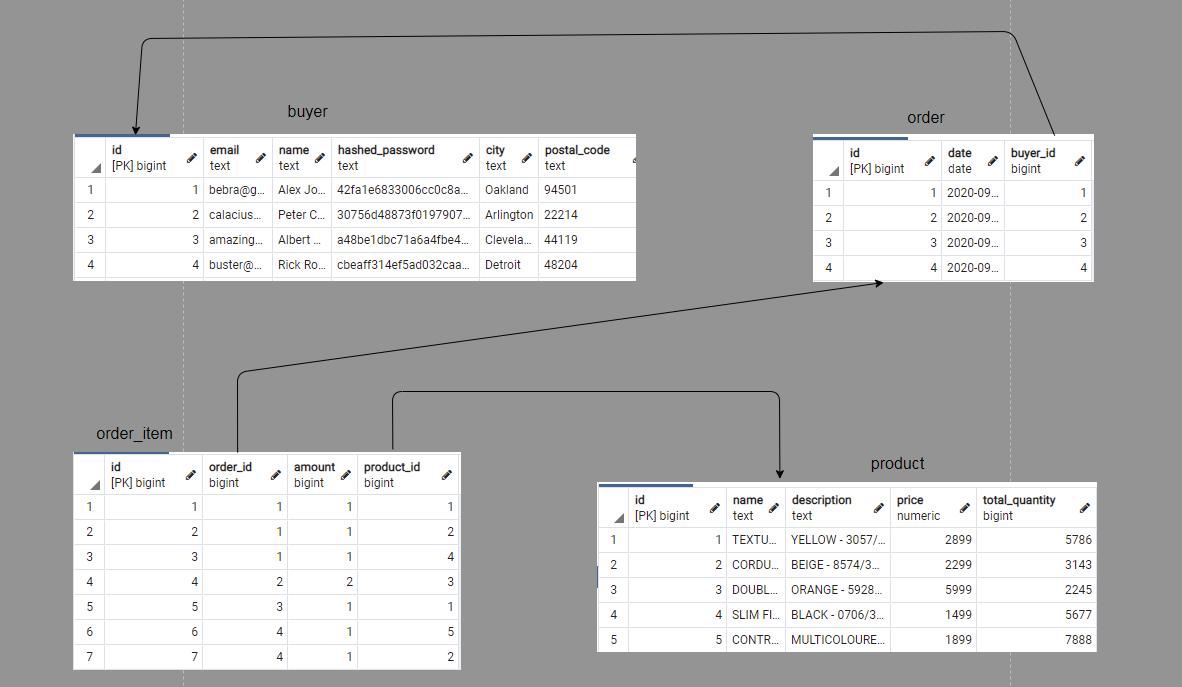 buyer
id email name hashed_password city postal_code
[PK] bigint text text text text text
1 1 bebra@g... Alex Jo... 42fa1e6833006cc0c8a... Oakland 94501
2 2 calacius... Peter C... 30756d48873f0197907... Arlington 22214
3 3 amazing... Albert ... a48be1dbc71a6a4fbe4... Clevela... 44119
4 4 buster@... Rick Ro... cbeaff314ef5ad032caa... Detroit 48204
order
id date buyer_id
[PK] bigint date bigint
1 1 2020-09... 1
2 2 2020-09... 2
3 3 2020-09... 3
4 4 2020-09... 4
order_item
id order_id amount product_id
[PK] bigint bigint bigint bigint
1 1 1 1 1
2 2 1 1 2
3 3 1 1 4
4 4 2 2 3
5 5 3 1 1
6 6 4 1 5
7 7 4 1 2
product
id name description price total_quantity
[PK] bigint text text numeric bigint
1 1 TEXTU... YELLOW - 3057/... 2899 5786
2 2 CORDU... BEIGE - 8574/3... 2299 3143
3 3 DOUBL... ORANGE - 5928... 5999 2245
4 4 SLIM FI... BLACK - 0706/3... 1499 5677
5 5 CONTR... MULTICOLOURE... 1899 7888